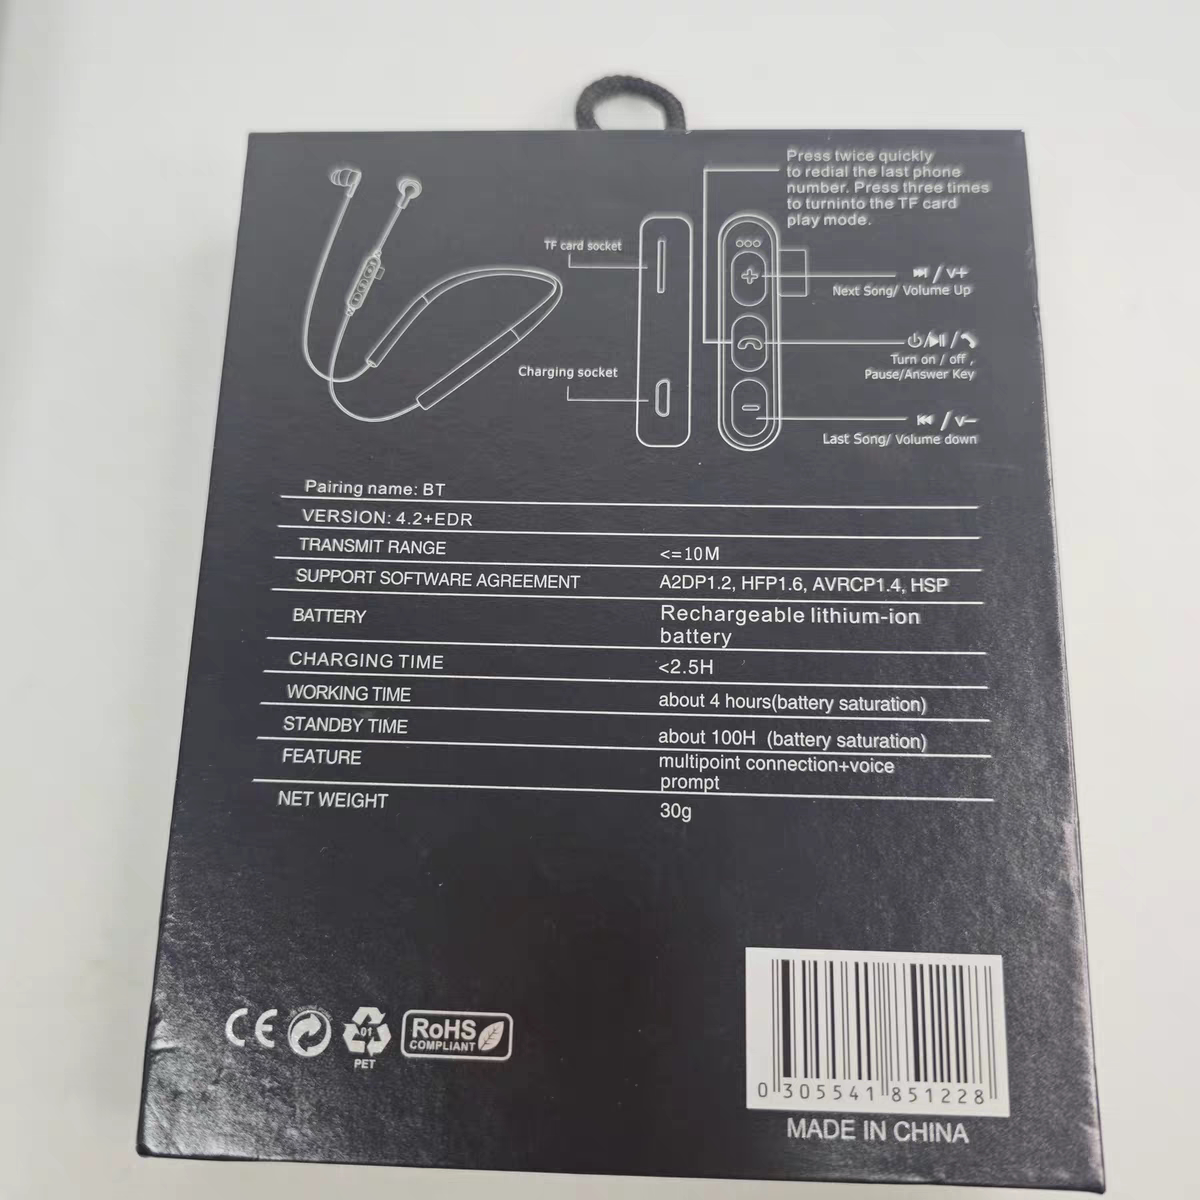 Press twice quickly
to redial the last phone
number. Press three times
to turninto the TF card
play mode.
TF card socket
/ V+
Next Song/ Volume Up
Turn on / off ,
Pause/Answer Key
Charging socket
/ V−
Last Song/ Volume down
Pairing name: BT
VERSION: 4.2+EDR
TRANSMIT RANGE <=10M
SUPPORT SOFTWARE AGREEMENT A2DP1.2, HFP1.6, AVRCP1.4, HSP
BATTERY Rechargeable lithium-ion
battery
CHARGING TIME <2.5H
WORKING TIME about 4 hours(battery saturation)
STANDBY TIME about 100H (battery saturation)
FEATURE multipoint connection+voice
prompt
NET WEIGHT 30g
CE
01
PET
RoHS
COMPLIANT
0 305541 851228
MADE IN CHINA